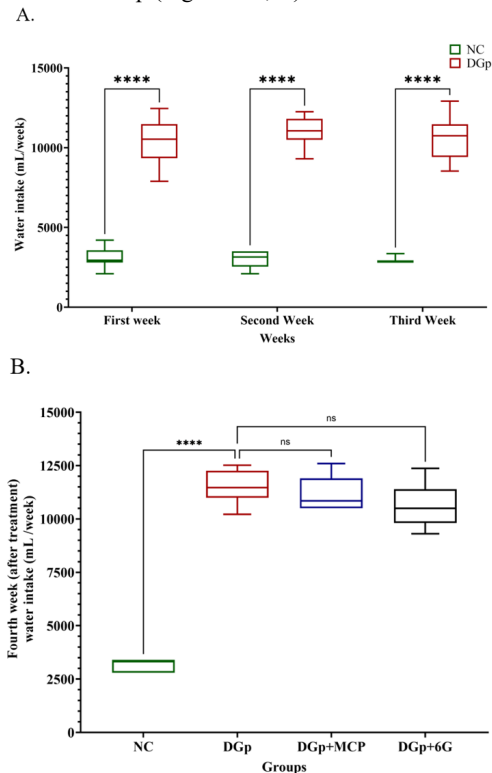 A.
NC
DGp
**** **** ****
15000
10000
5000
0
Water intake (mL/week)
First week Second Week Third Week
Weeks
B.
15000
12500
10000
7500
5000
2500
0
Fourth week (after treatment)
water intake (mL /week)
ns
**** ns
NC DGp DGp+MCP DGp+6G
Groups